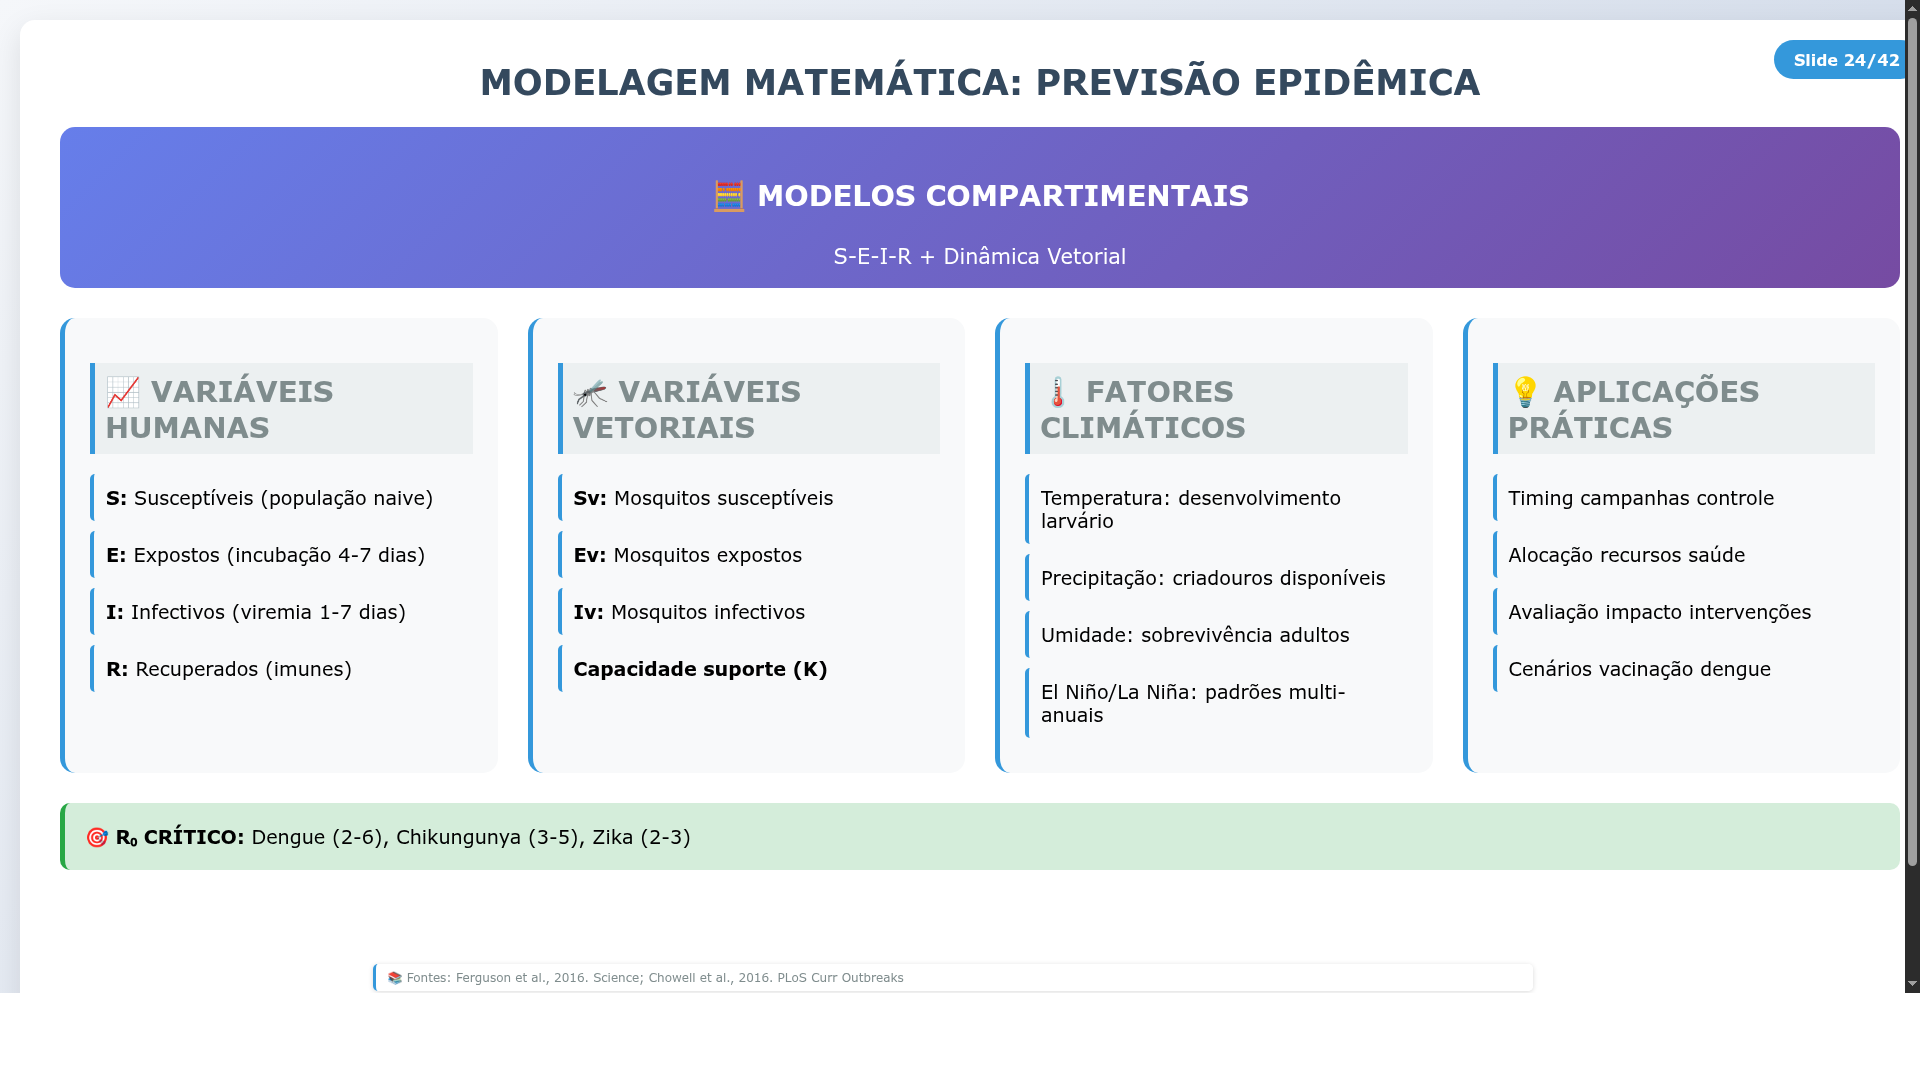 Slide 24/42
MODELAGEM MATEMÁTICA: PREVISÃO EPIDÊMICA
🧮 MODELOS COMPARTIMENTAIS
S-E-I-R + Dinâmica Vetorial
📈 VARIÁVEIS
HUMANAS
S: Susceptíveis (população naive)
E: Expostos (incubação 4-7 dias)
I: Infectivos (viremia 1-7 dias)
R: Recuperados (imunes)
🦟 VARIÁVEIS
VETORIAIS
Sv: Mosquitos susceptíveis
Ev: Mosquitos expostos
Iv: Mosquitos infectivos
Capacidade suporte (K)
🌡️ FATORES
CLIMÁTICOS
Temperatura: desenvolvimento
larvário
Precipitação: criadouros disponíveis
Umidade: sobrevivência adultos
El Niño/La Niña: padrões multi-
anuais
💡 APLICAÇÕES
PRÁTICAS
Timing campanhas controle
Alocação recursos saúde
Avaliação impacto intervenções
Cenários vacinação dengue
🎯 R₀ CRÍTICO: Dengue (2-6), Chikungunya (3-5), Zika (2-3)
📚 Fontes: Ferguson et al., 2016. Science; Chowell et al., 2016. PLoS Curr Outbreaks